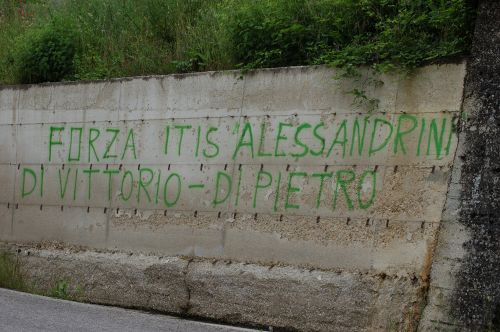 FORZA ITIS "ALESSANDRINI"
DI VITTORIO - DI PIETRO